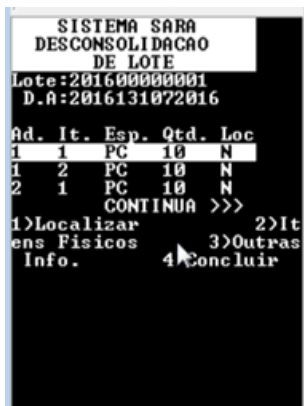 SISTEMA SARA
DESCONSOLIDACAO
DE LOTE
Lote:201600000001
D.A:2016131072016
Ad. It. Esp. Qtd. Loc
1 1 PC 10 N
1 2 PC 10 N
2 1 PC 10 N
CONTINUA >>>
1)Localizar 2)It
ens Fisicos 3)Outras
Info. 4)Concluir